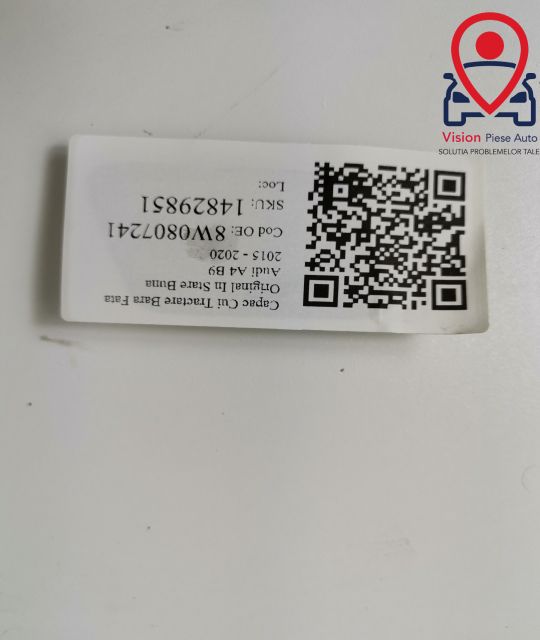 Vision Piese Auto
SOLUTIA PROBLEMELOR TALE
Capac Cui Tractare Bara Fata
Original In Stare Buna
Audi A4 B9
2015 - 2020
Cod OE: 8W0807241
SKU: 14829851
Loc: